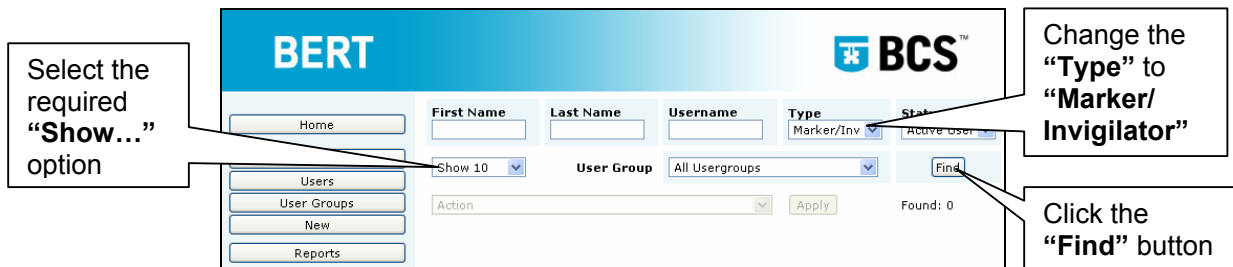 BERT
BCS™
Select the
required
“Show…”
option
Change the
“Type” to
“Marker/
Invigilator”
First Name
Last Name
Username
Type
Marker/Inv
Active User
Home
Show 10
User Group
All Usergroups
Find
Users
User Groups
Action
Apply
Found: 0
New
Click the
“Find” button
Reports